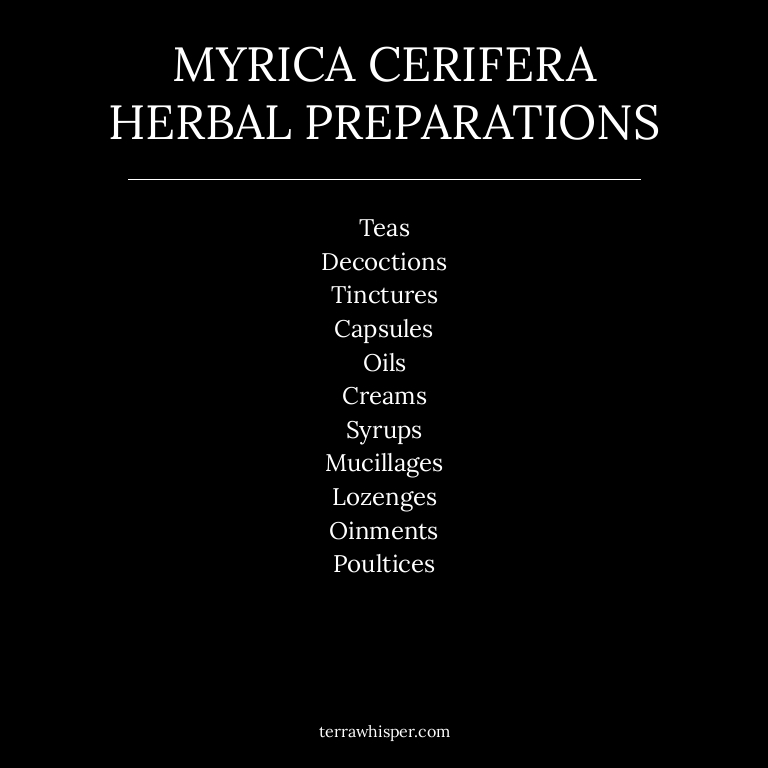 MYRICA CERIFERA
HERBAL PREPARATIONS
Teas
Decoctions
Tinctures
Capsules
Oils
Creams
Syrups
Mucillages
Lozenges
Oinments
Poultices
terrawhisper.com